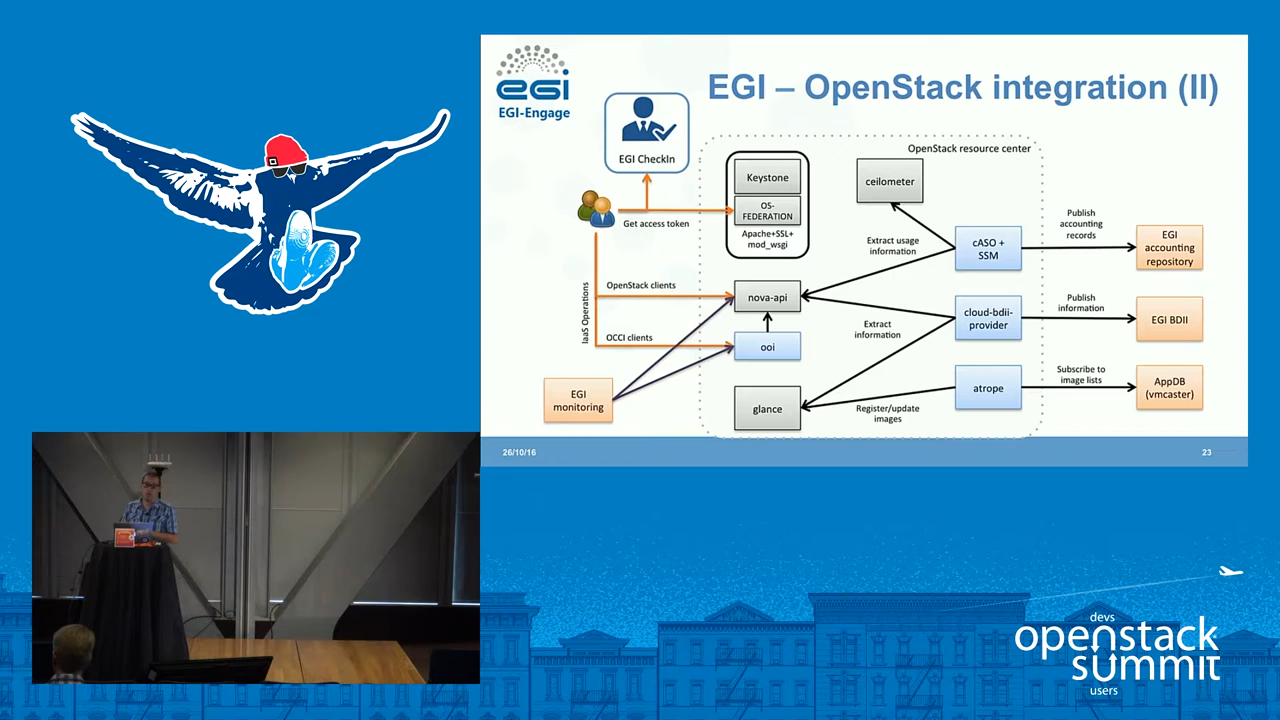 egi
EGI-Engage
EGI – OpenStack integration (II)
EGI CheckIn
OpenStack resource center
Keystone
OS-
FEDERATION
Apache+SSL+
mod_wsgi
ceilometer
Get access token
Extract usage
information
cASO +
SSM
Publish
accounting
records
EGI
accounting
repository
IaaS Operations
OpenStack clients
nova-api
Extract
information
cloud-bdii-
provider
Publish
information
EGI BDII
OCCI clients
ooi
EGI
monitoring
glance
Register/update
images
atrope
Subscribe to
image lists
AppDB
(vmcaster)
26/10/16
23
devs
openstack
summit
users